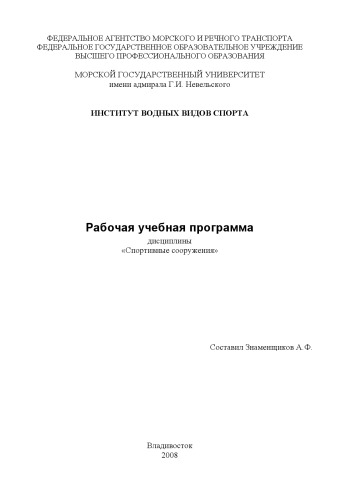 ФЕДЕРАЛЬНОЕ АГЕНТСТВО МОРСКОГО И РЕЧНОГО ТРАНСПОРТА
ФЕДЕРАЛЬНОЕ ГОСУДАРСТВЕННОЕ ОБРАЗОВАТЕЛЬНОЕ УЧРЕЖДЕНИЕ
ВЫСШЕГО ПРОФЕССИОНАЛЬНОГО ОБРАЗОВАНИЯ
МОРСКОЙ ГОСУДАРСТВЕННЫЙ УНИВЕРСИТЕТ
имени адмирала Г.И. Невельского
ИНСТИТУТ ВОДНЫХ ВИДОВ СПОРТА
Рабочая учебная программа
дисциплины
«Спортивные сооружения»
Составил Знаменщиков А.Ф.
Владивосток
2008